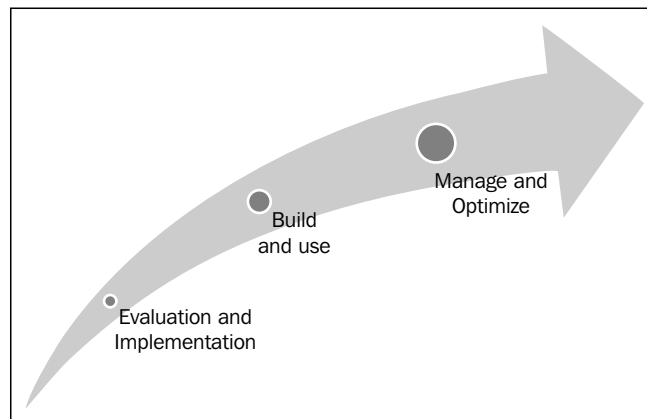 Manage and
Optimize
Build
and use
Evaluation and
Implementation